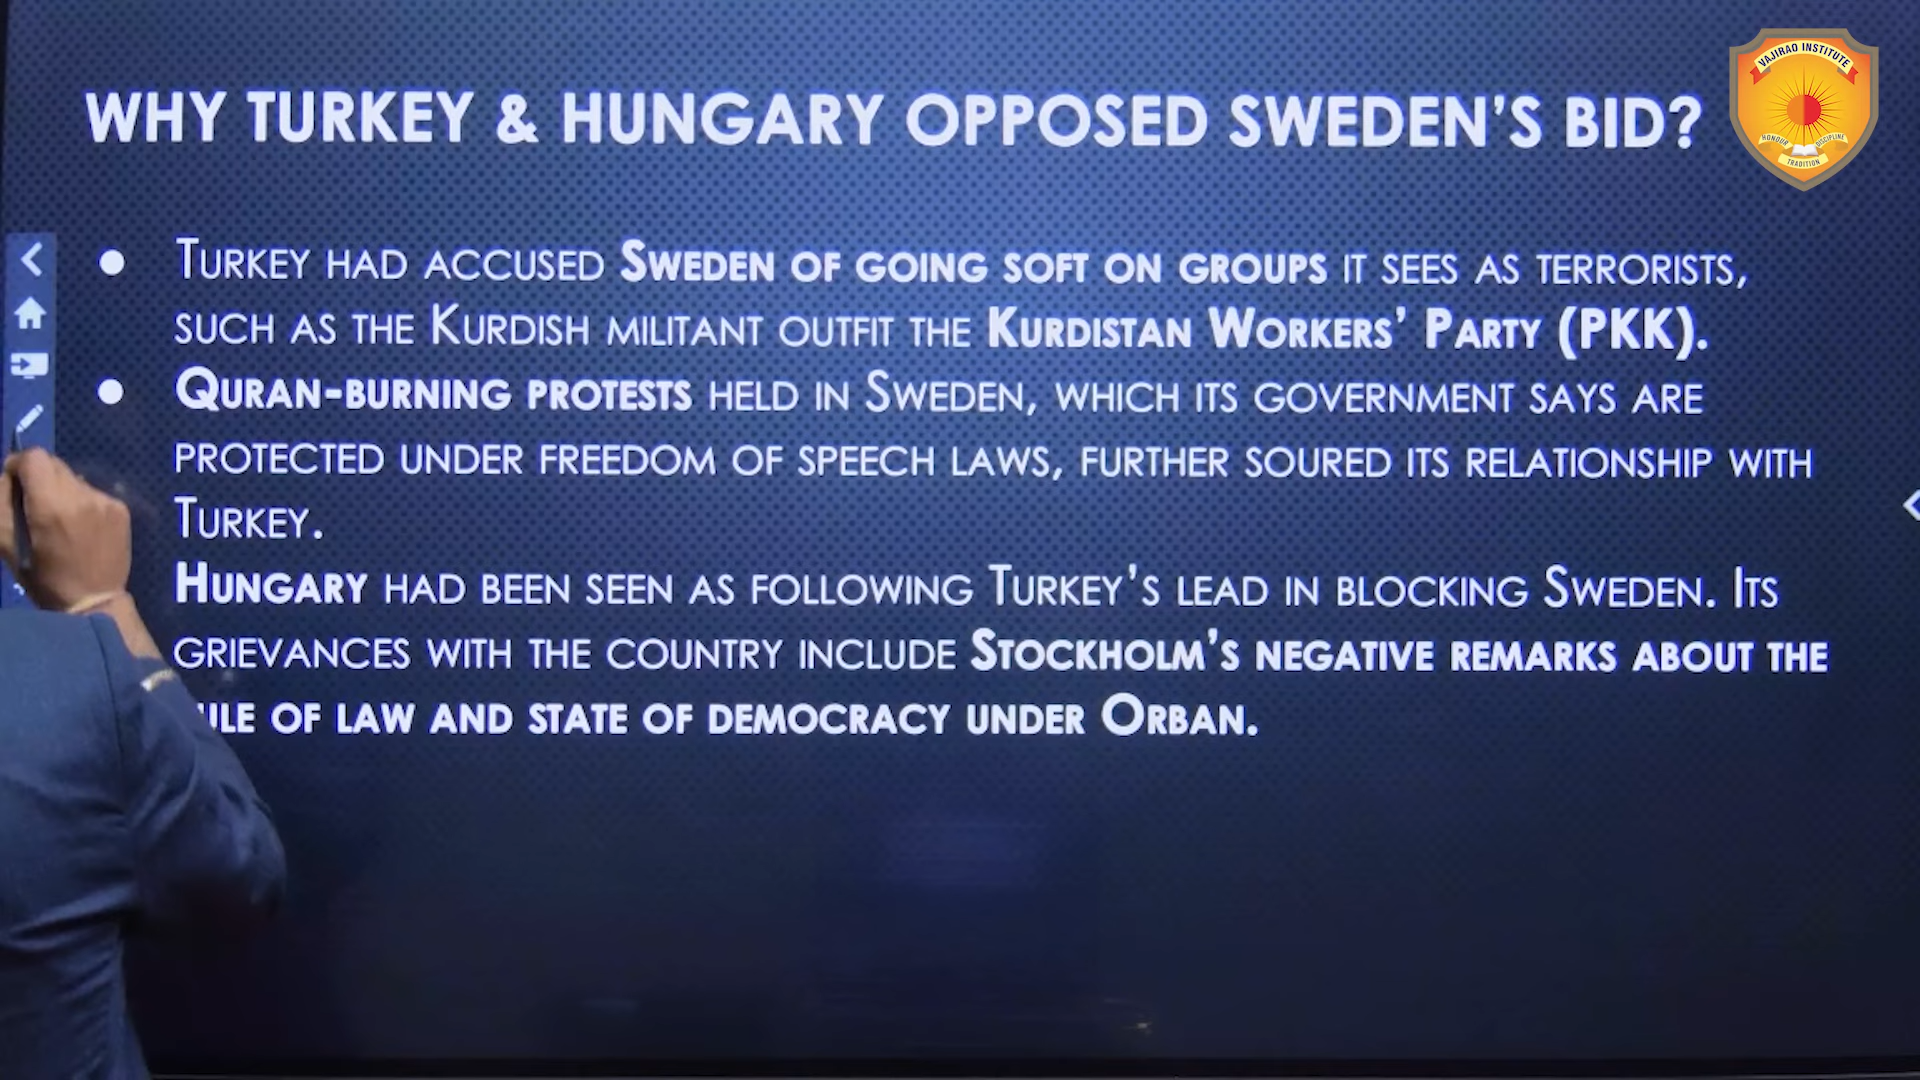 WHY TURKEY & HUNGARY OPPOSED SWEDEN'S BID?
VAJIRAO INSTITUTE
HONOUR
DISCIPLINE
TRADITION
● TURKEY HAD ACCUSED SWEDEN OF GOING SOFT ON GROUPS IT SEES AS TERRORISTS,
SUCH AS THE KURDISH MILITANT OUTFIT THE KURDISTAN WORKERS' PARTY (PKK).
● QURAN-BURNING PROTESTS HELD IN SWEDEN, WHICH ITS GOVERNMENT SAYS ARE
PROTECTED UNDER FREEDOM OF SPEECH LAWS, FURTHER SOURED ITS RELATIONSHIP WITH
TURKEY.
HUNGARY HAD BEEN SEEN AS FOLLOWING TURKEY'S LEAD IN BLOCKING SWEDEN. ITS
GRIEVANCES WITH THE COUNTRY INCLUDE STOCKHOLM'S NEGATIVE REMARKS ABOUT THE
OF LAW AND STATE OF DEMOCRACY UNDER ORBAN.